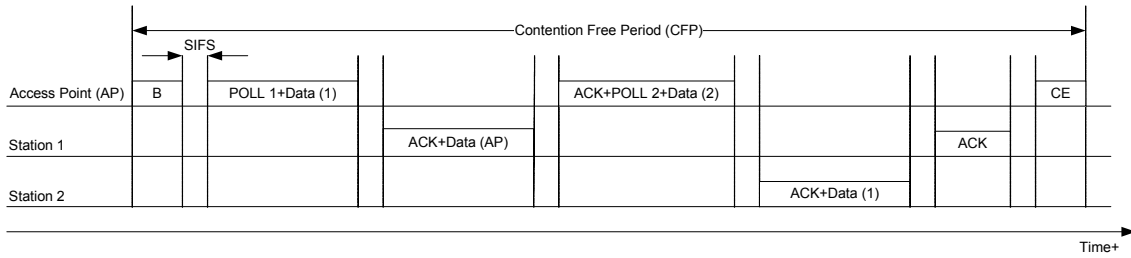 Contention Free Period (CFP)
SIFS
Access Point (AP)
B
POLL 1+Data (1)
ACK+POLL 2+Data (2)
CE
Station 1
ACK+Data (AP)
ACK
Station 2
ACK+Data (1)
Time+